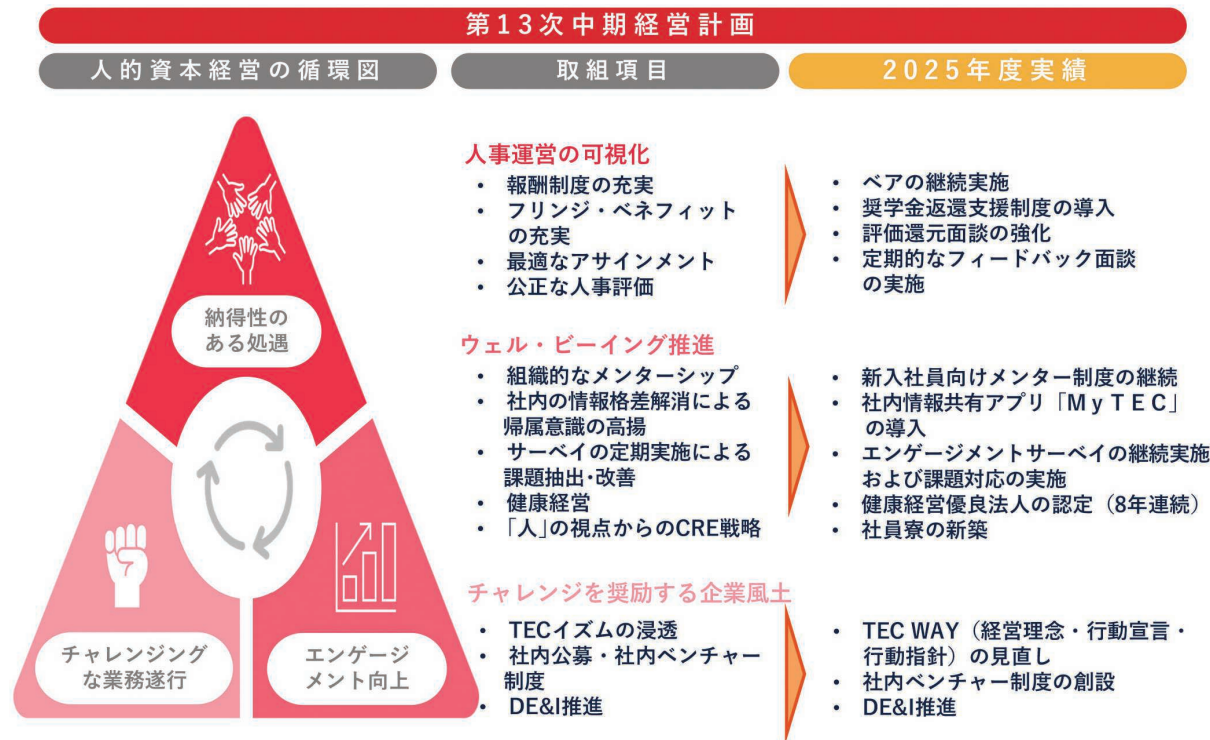 第13次中期経営計画
人的資本経営の循環図
取組項目
2025年度実績
納得性の
ある処遇
チャレンジング
な業務遂行
エンゲージ
メント向上
人事運営の可視化
• 報酬制度の充実
• フリンジ・ベネフィット
の充実
• 最適なアサインメント
• 公正な人事評価
• ベアの継続実施
• 奨学金返還支援制度の導入
• 評価還元面談の強化
• 定期的なフィードバック面談
の実施
ウェル・ビーイング推進
• 組織的なメンターシップ
• 社内の情報格差解消による
帰属意識の高揚
• サーベイの定期実施による
課題抽出･改善
• 健康経営
• 「人」の視点からのCRE戦略
• 新入社員向けメンター制度の継続
• 社内情報共有アプリ「MyTEC」
の導入
• エンゲージメントサーベイの継続実施
および課題対応の実施
• 健康経営優良法人の認定（8年連続）
• 社員寮の新築
チャレンジを奨励する企業風土
• TECイズムの浸透
• 社内公募・社内ベンチャー
制度
• DE&I推進
• TEC WAY（経営理念・行動宣言・
行動指針）の見直し
• 社内ベンチャー制度の創設
• DE&I推進